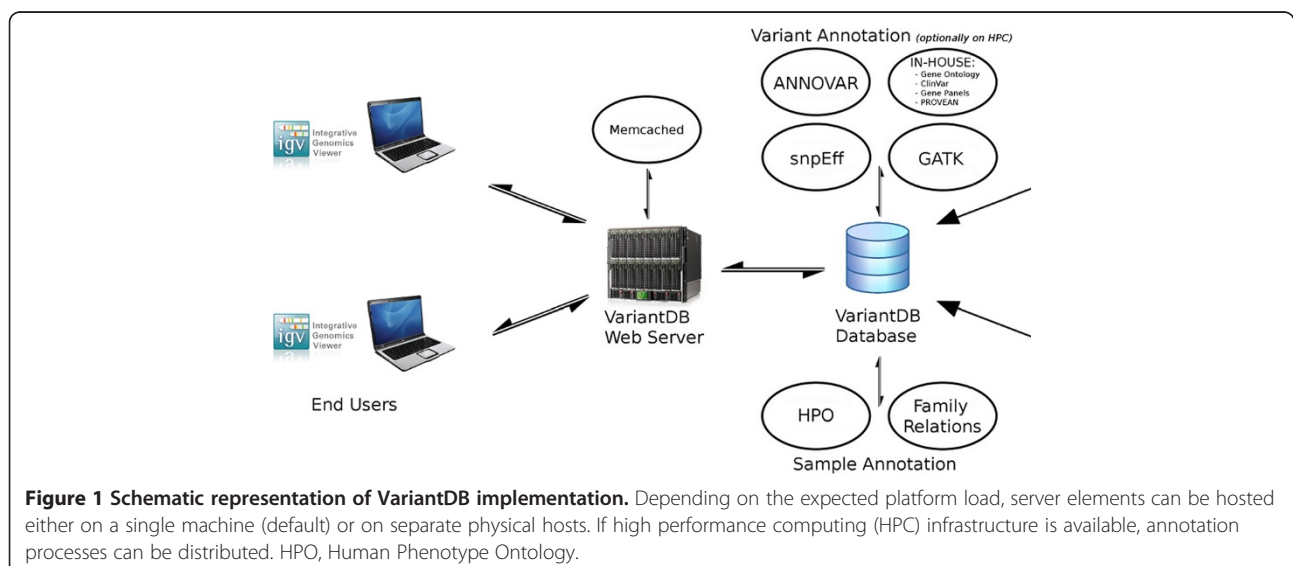 Variant Annotation (optionally on HPC)
ANNOVAR
IN-HOUSE:
- Gene Ontology
- ClinVar
- Gene Panels
- PROVEAN
Memcached
snpEff
GATK
igv
Integrative
Genomics
Viewer
VariantDB
Web Server
VariantDB
Database
igv
Integrative
Genomics
Viewer
End Users
HPO
Family
Relations
Sample Annotation
Figure 1 Schematic representation of VariantDB implementation. Depending on the expected platform load, server elements can be hosted
either on a single machine (default) or on separate physical hosts. If high performance computing (HPC) infrastructure is available, annotation
processes can be distributed. HPO, Human Phenotype Ontology.